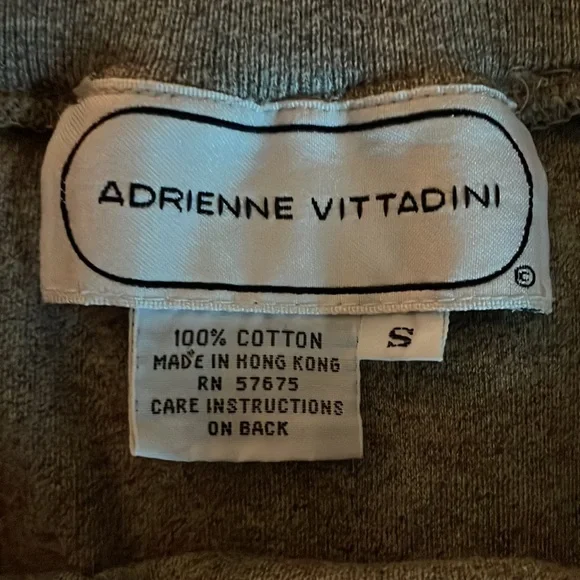 ADRIENNE VITTADINI
©
100% COTTON
MADE IN HONG KONG
RN 57675
CARE INSTRUCTIONS
ON BACK
S